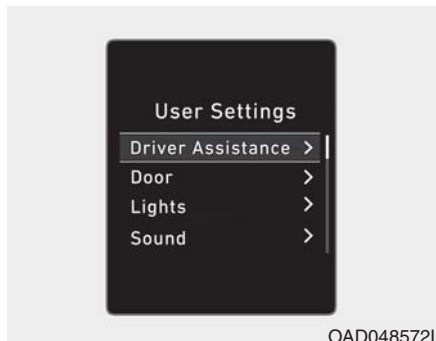 User Settings
Driver Assistance >
Door >
Lights >
Sound >
OAD048572L